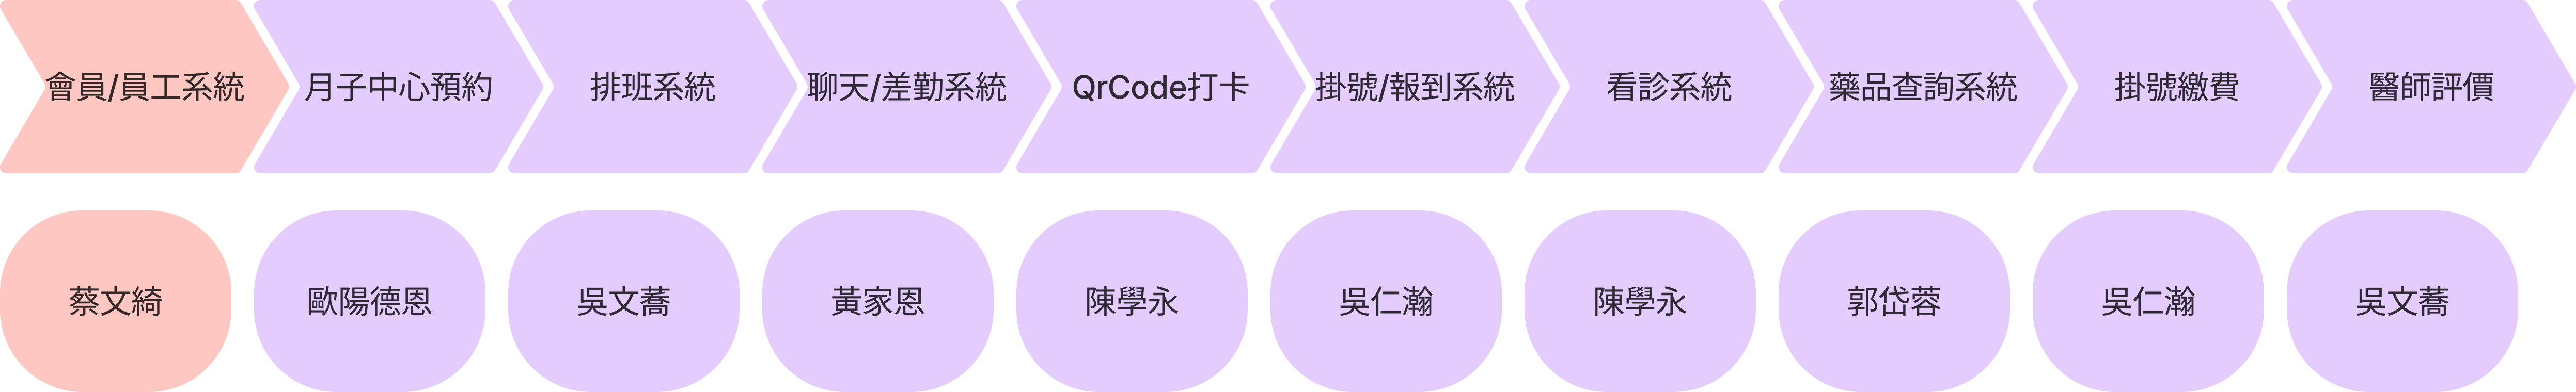 會員/員工系統
月子中心預約
排班系統
聊天/差勤系統
QrCode打卡
掛號/報到系統
看診系統
藥品查詢系統
掛號繳費
醫師評價
蔡文綺
歐陽德恩
吳文蕎
黃家恩
陳學永
吳仁瀚
陳學永
郭岱蓉
吳仁瀚
吳文蕎